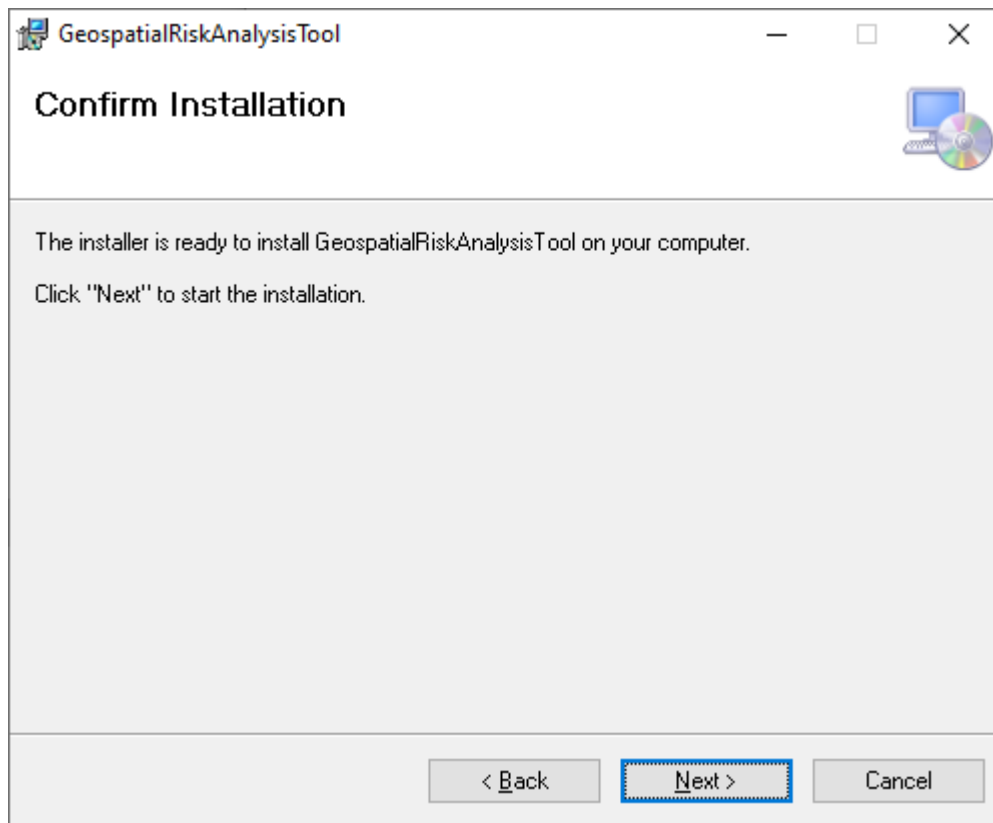 GeospatialRiskAnalysisTool
Confirm Installation
The installer is ready to install GeospatialRiskAnalysisTool on your computer.
Click "Next" to start the installation.
< Back
Next >
Cancel